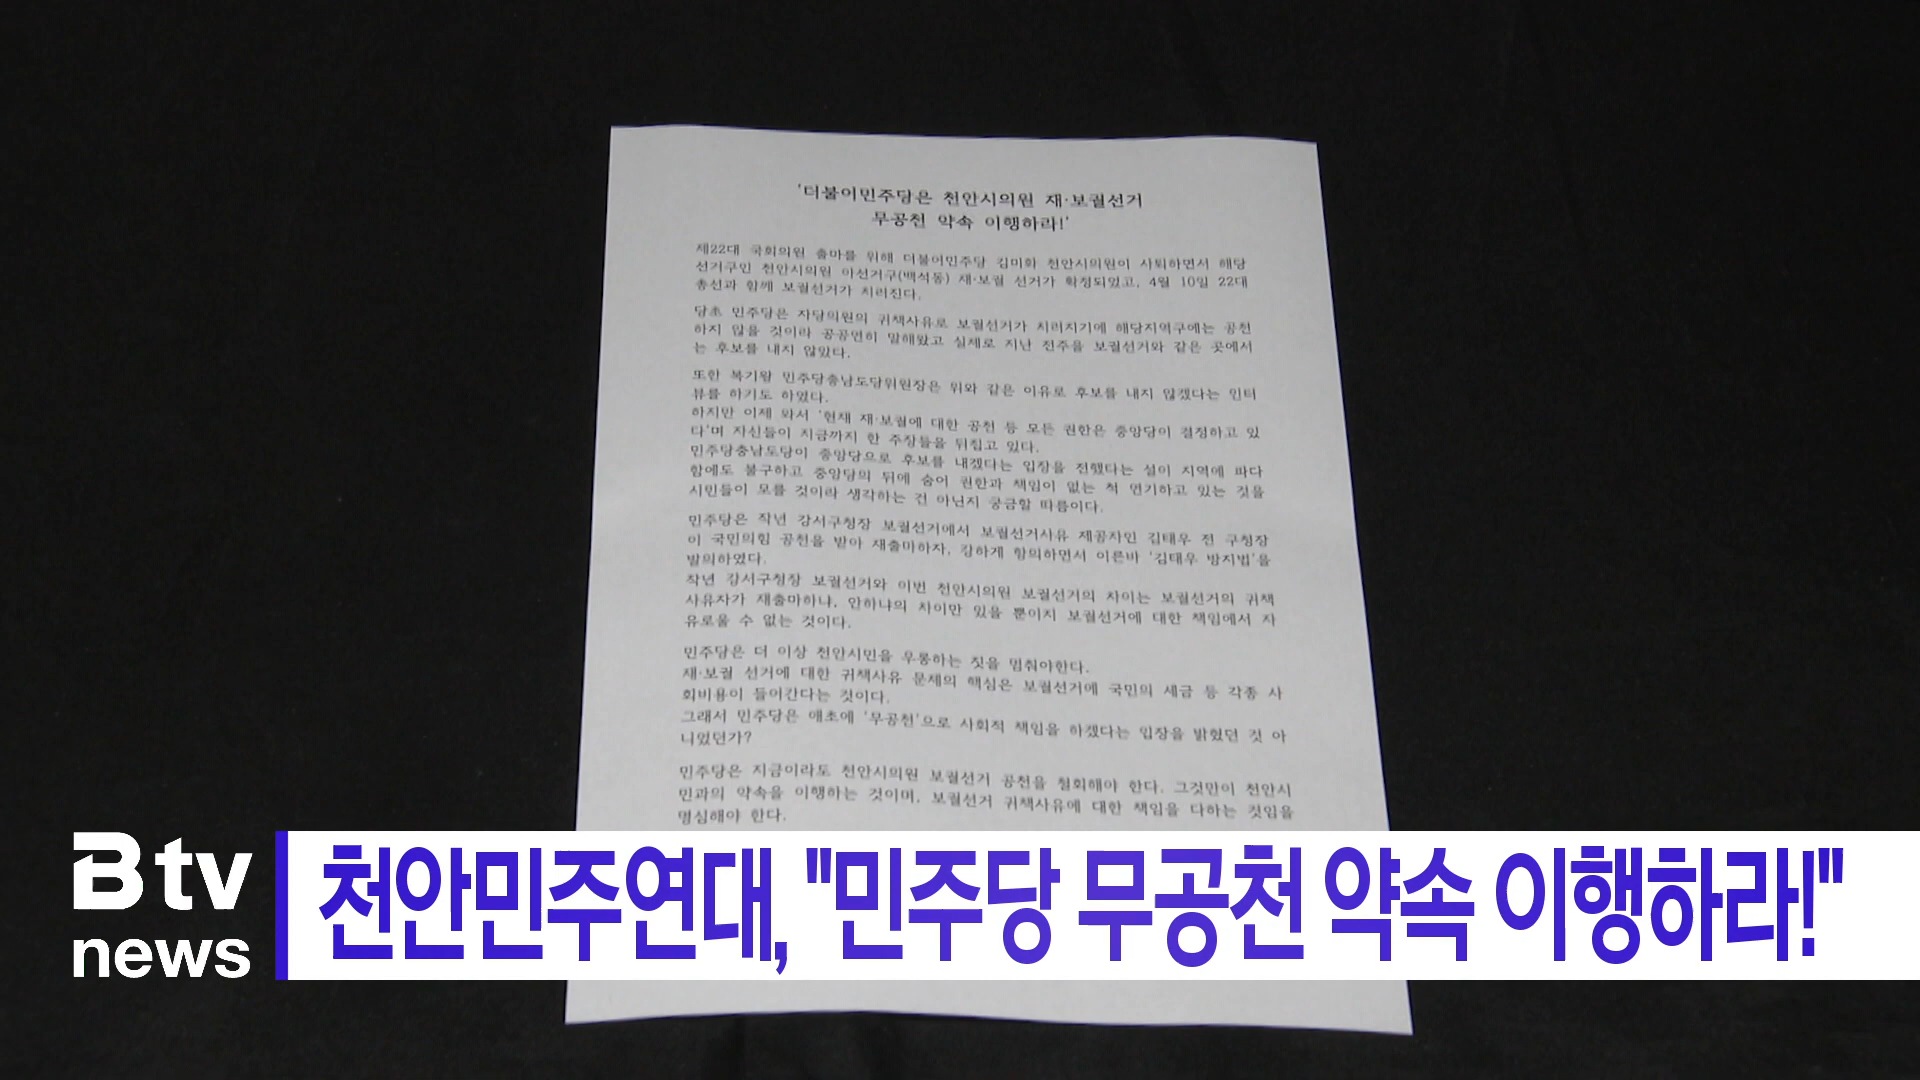 '더불어민주당은 천안시의원 재·보궐선거
무공천 약속 이행하라!'
제22대 국회의원 출마를 위해 더불어민주당 김미화 천안시의원이 사퇴하면서 해당
선거구인 천안시의원 아선거구(백석동) 재·보궐 선거가 확정되었고, 4월 10일 22대
총선과 함께 보궐선거가 치러진다.
당초 민주당은 자당의원의 귀책사유로 보궐선거가 치러지기에 해당지역구에는 공천
하지 않을 것이라 공공연히 말해왔고 실제로 지난 전주을 보궐선거와 같은 곳에서
는 후보를 내지 않았다.
또한 복기왕 민주당충남도당위원장은 위와 같은 이유로 후보를 내지 않겠다는 인터
뷰를 하기도 하였다.
하지만 이제 와서 '현재 재·보궐에 대한 공천 등 모든 권한은 중앙당이 결정하고 있
다'며 자신들이 지금까지 한 주장들을 뒤집고 있다.
민주당충남도당이 중앙당으로 후보를 내겠다는 입장을 전했다는 설이 지역에 파다
함에도 불구하고 중앙당의 뒤에 숨어 권한과 책임이 없는 척 연기하고 있는 것을
시민들이 모를 것이라 생각하는 건 아닌지 궁금할 따름이다.
민주당은 작년 강서구청장 보궐선거에서 보궐선거사유 제공자인 김태우 전 구청장
이 국민의힘 공천을 받아 재출마하자, 강하게 항의하면서 이른바 '김태우 방지법'을
발의하였다.
작년 강서구청장 보궐선거와 이번 천안시의원 보궐선거의 차이는 보궐선거의 귀책
사유자가 재출마하냐, 안하냐의 차이만 있을 뿐이지 보궐선거에 대한 책임에서 자
유로울 수 없는 것이다.
민주당은 더 이상 천안시민을 우롱하는 짓을 멈춰야한다.
재·보궐 선거에 대한 귀책사유 문제의 핵심은 보궐선거에 국민의 세금 등 각종 사
회비용이 들어간다는 것이다.
그래서 민주당은 애초에 '무공천'으로 사회적 책임을 하겠다는 입장을 밝혔던 것 아
니었던가?
민주당은 지금이라도 천안시의원 보궐선거 공천을 철회해야 한다. 그것만이 천안시
민과의 약속을 이행하는 것이며, 보궐선거 귀책사유에 대한 책임을 다하는 것임을
명심해야 한다.
B tv
news
천안민주연대, "민주당 무공천 약속 이행하라!"